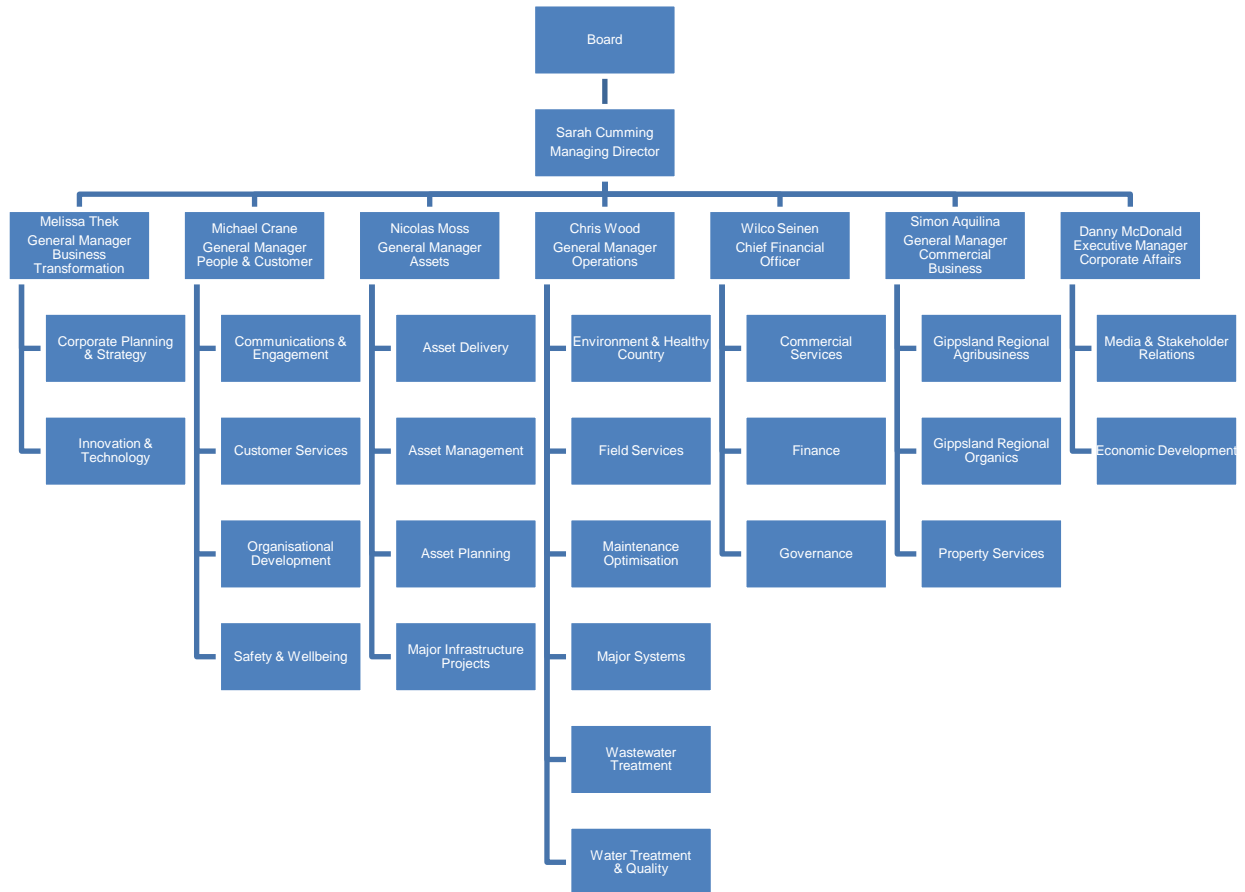 Board
Sarah Cumming
Managing Director
Melissa Thek
General Manager
Business
Transformation
Michael Crane
General Manager
People & Customer
Nicolas Moss
General Manager
Assets
Chris Wood
General Manager
Operations
Wilco Seinen
Chief Financial
Officer
Simon Aquilina
General Manager
Commercial
Business
Danny McDonald
Executive Manager
Corporate Affairs
Corporate Planning
& Strategy
Communications &
Engagement
Asset Delivery
Environment & Healthy
Country
Commercial
Services
Gippsland Regional
Agribusiness
Media & Stakeholder
Relations
Innovation &
Technology
Customer Services
Asset Management
Field Services
Finance
Gippsland Regional
Organics
Economic Development
Organisational
Development
Asset Planning
Maintenance
Optimisation
Governance
Property Services
Safety & Wellbeing
Major Infrastructure
Projects
Major Systems
Wastewater
Treatment
Water Treatment
& Quality